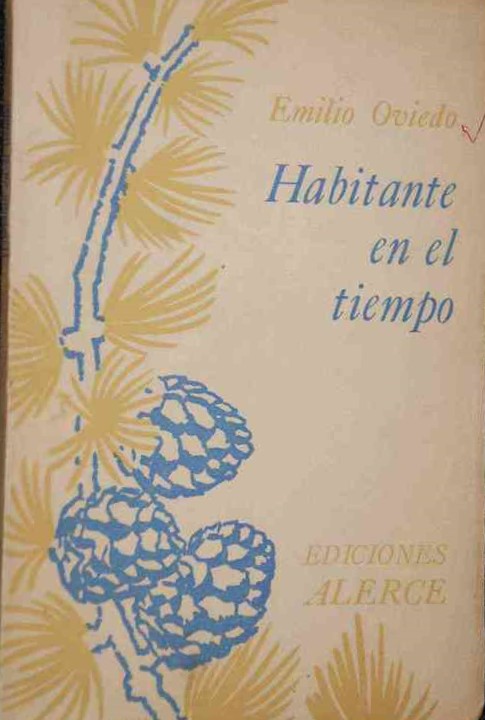 Emilio Oviedo
Habitante
en el
tiempo
EDICIONES
ALERCE